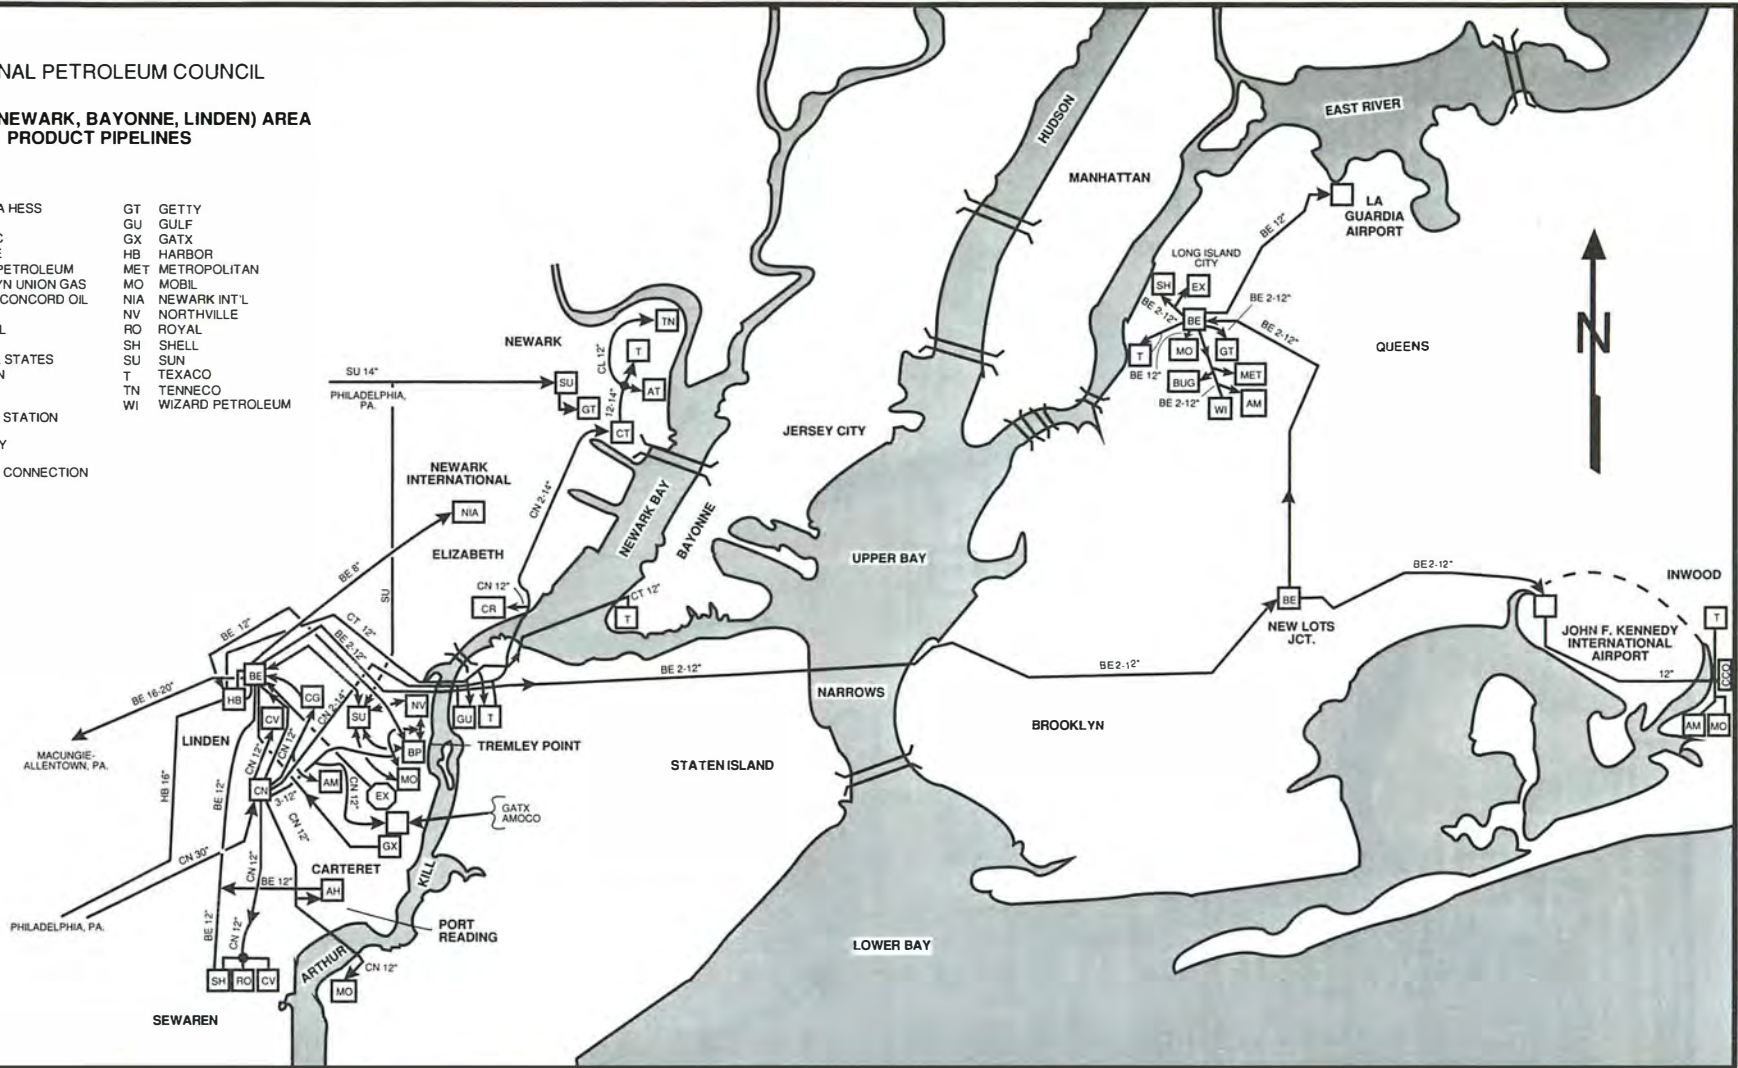 NAL PETROLEUM COUNCIL
NEWARK, BAYONNE, LINDEN) AREA
PRODUCT PIPELINES
A HESS
PETROLEUM
N UNION GAS
CONCORD OIL
STATES
STATION
CONNECTION
GT GETTY
GU GULF
GX GATX
HB HARBOR
MET METROPOLITAN
MO MOBIL
NIA NEWARK INT'L
NV NORTHVILLE
RO ROYAL
SH SHELL
SU SUN
T TEXACO
TN TENNECO
WI WIZARD PETROLEUM
HUDSON
MANHATTAN
EAST RIVER
LA
GUARDIA
AIRPORT
BE 12"
LONG ISLAND
CITY
SH
EX
BE 2-12"
BE 2-12"
BE
BE 2-12"
T
MO
GT
BE 12"
BUG
MET
BE 2-12"
WI
AM
QUEENS
N
NEWARK
TN
T
CL 12"
AT
SU 14"
PHILADELPHIA,
PA.
SU
GT
12-14"
CT
JERSEY CITY
NEWARK
INTERNATIONAL
NIA
CN 2-14"
NEWARK BAY
BAYONNE
UPPER BAY
ELIZABETH
BE 8"
SU
CN 12"
CR
CT 12"
T
BE 2-12"
INWOOD
BE
NEW LOTS
JCT.
T
JOHN F. KENNEDY
INTERNATIONAL
AIRPORT
12"
CCO
AM
MO
BE 12"
CT 12"
BE 2-12"
BE 2-12"
BE2-12"
NARROWS
BROOKLYN
BE 16-20"
BE
HB
CG
CN 2-14"
CV
SU
NV
GU
T
BP
TREMLEY POINT
LINDEN
MACUNGIE-
ALLENTOWN, PA.
STATEN ISLAND
HB 16"
BE 12"
CN 12"
CN 12"
CN
3-12"
AM
CN 12"
EX
MO
GATX
AMOCO
GX
CN 12"
CN 30"
CN 12"
CARTERET
BE 12"
AH
KILL
PHILADELPHIA, PA.
BE 12"
CN 12"
PORT
READING
ARTHUR
CN 12"
LOWER BAY
SH
RO
CV
MO
SEWAREN